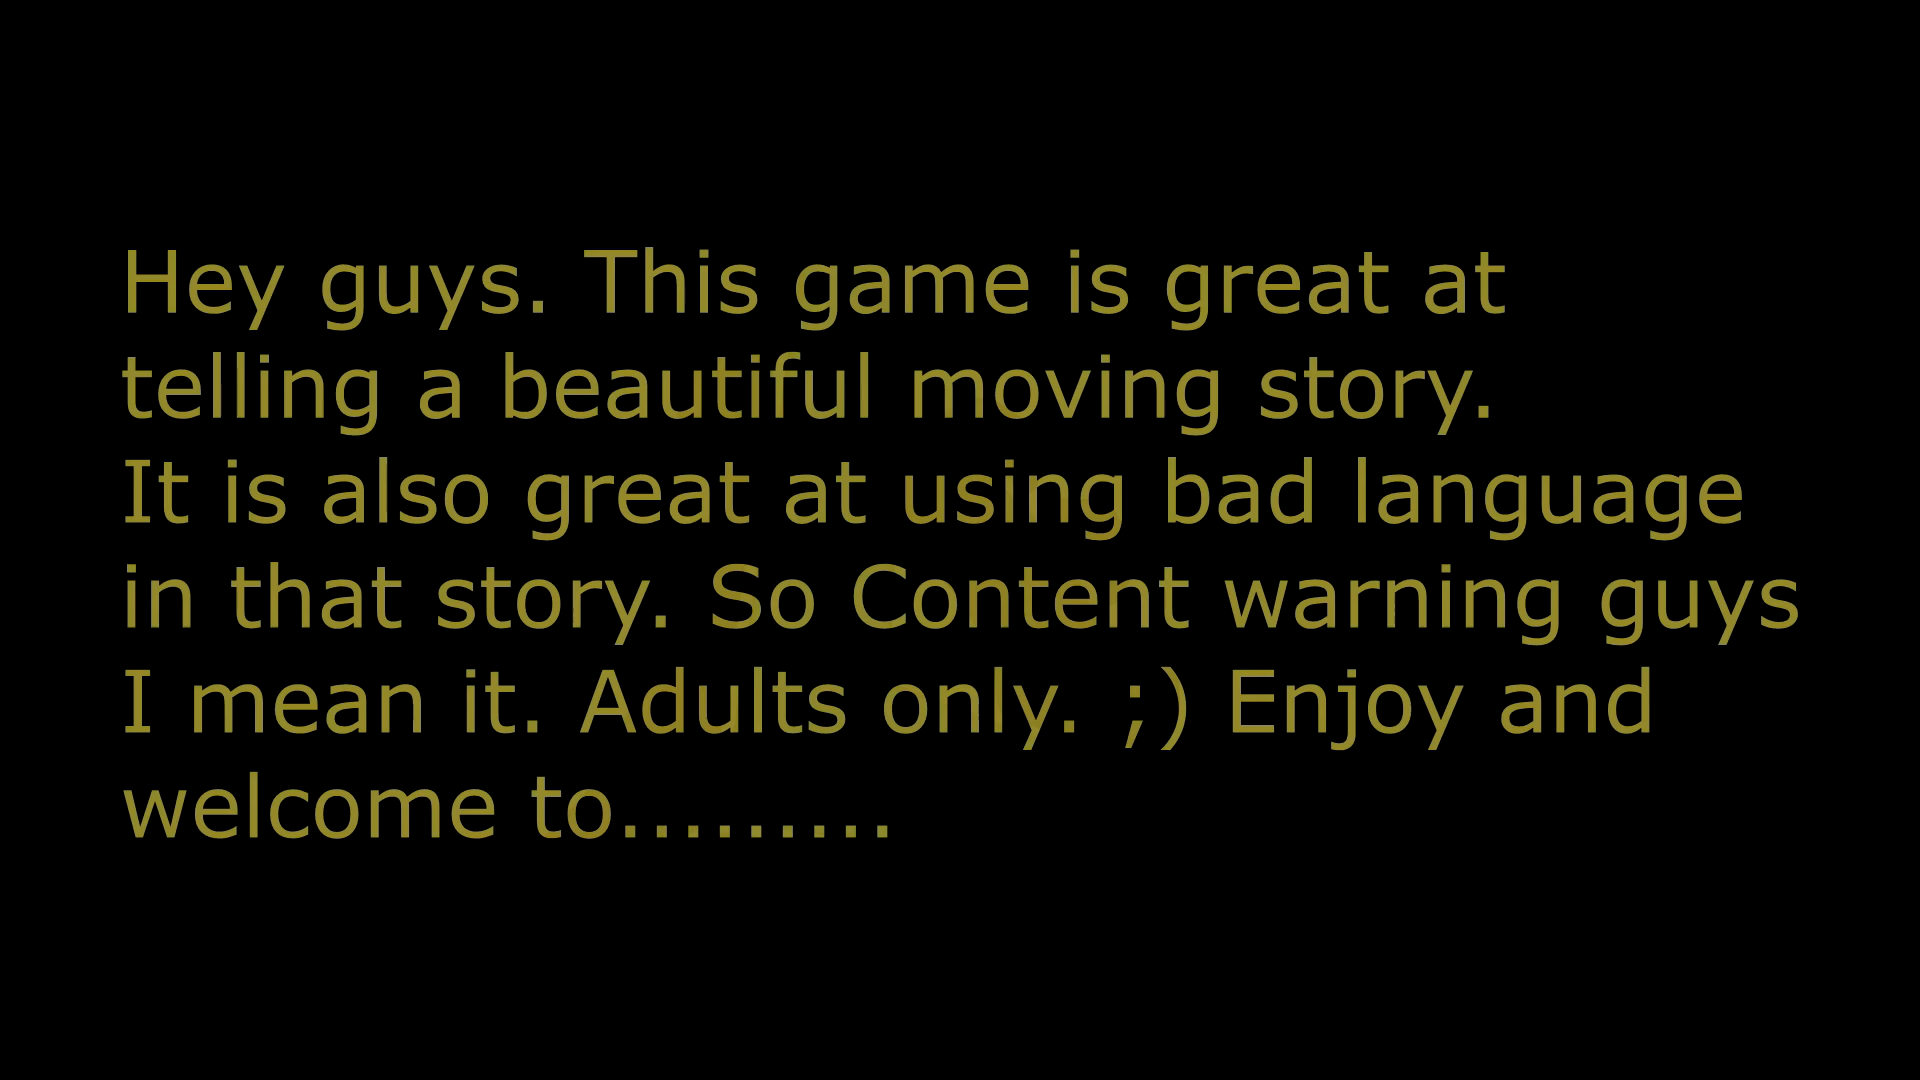 Hey guys. This game is great at
telling a beautiful moving story.
It is also great at using bad language
in that story. So Content warning guys
I mean it. Adults only. ;) Enjoy and
welcome to.........